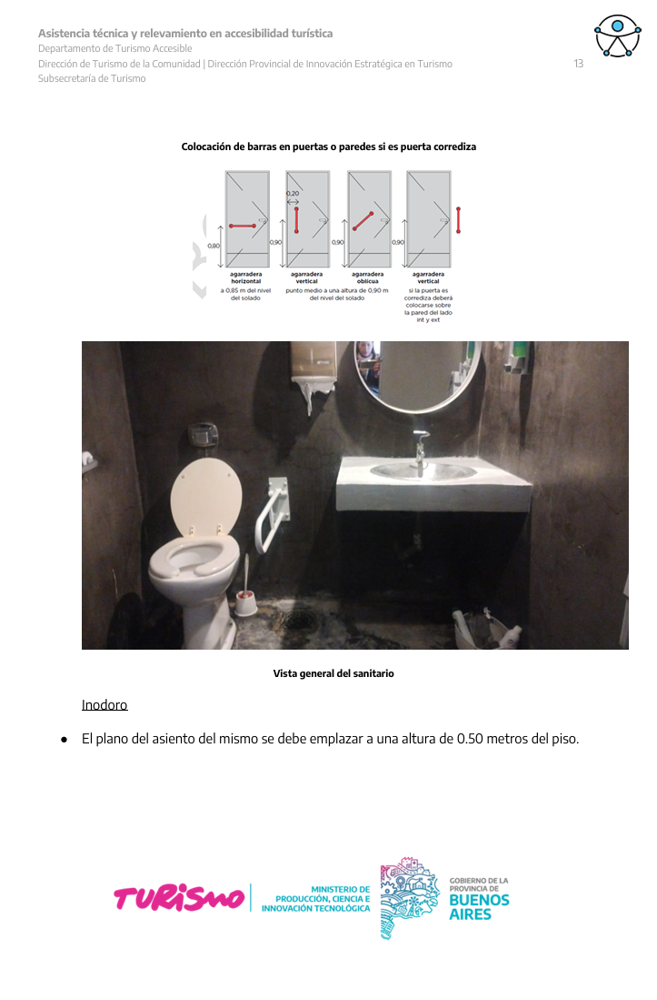 Asistencia técnica y relevamiento en accesibilidad turística
Departamento de Turismo Accesible
Dirección de Turismo de la Comunidad | Dirección Provincial de Innovación Estratégica en Turismo
13
Subsecretaría de Turismo
Colocación de barras en puertas o paredes si es puerta corrediza
0,20
0,80
0,90
0,90
0,90
agarradera
horizontal
a 0,85 m del nivel
del solado
agarradera
vertical
agarradera
oblicua
punto medio a una altura de 0,90 m
del nivel del solado
agarradera
vertical
si la puerta es
corrediza deberá
colocarse sobre
la pared del lado
int y ext
Vista general del sanitario
Inodoro
● El plano del asiento del mismo se debe emplazar a una altura de 0.50 metros del piso.
TURISMO
MINISTERIO DE
PRODUCCIÓN, CIENCIA E
INNOVACIÓN TECNOLÓGICA
GOBIERNO DE LA
PROVINCIA DE
BUENOS
AIRES